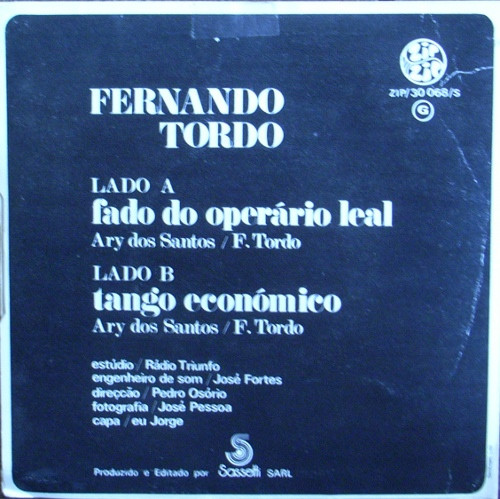 zip
zip
ZIP/30 068/S
G
FERNANDO
TORDO
LADO A
fado do operário leal
Ary dos Santos / F. Tordo
LADO B
tango económico
Ary dos Santos / F. Tordo
estúdio / Rádio Triunfo
engenheiro de som / José Fortes
direcção / Pedro Osório
fotografia / José Pessoa
capa / eu Jorge
S
Produzido e Editado por Sassetti SARL